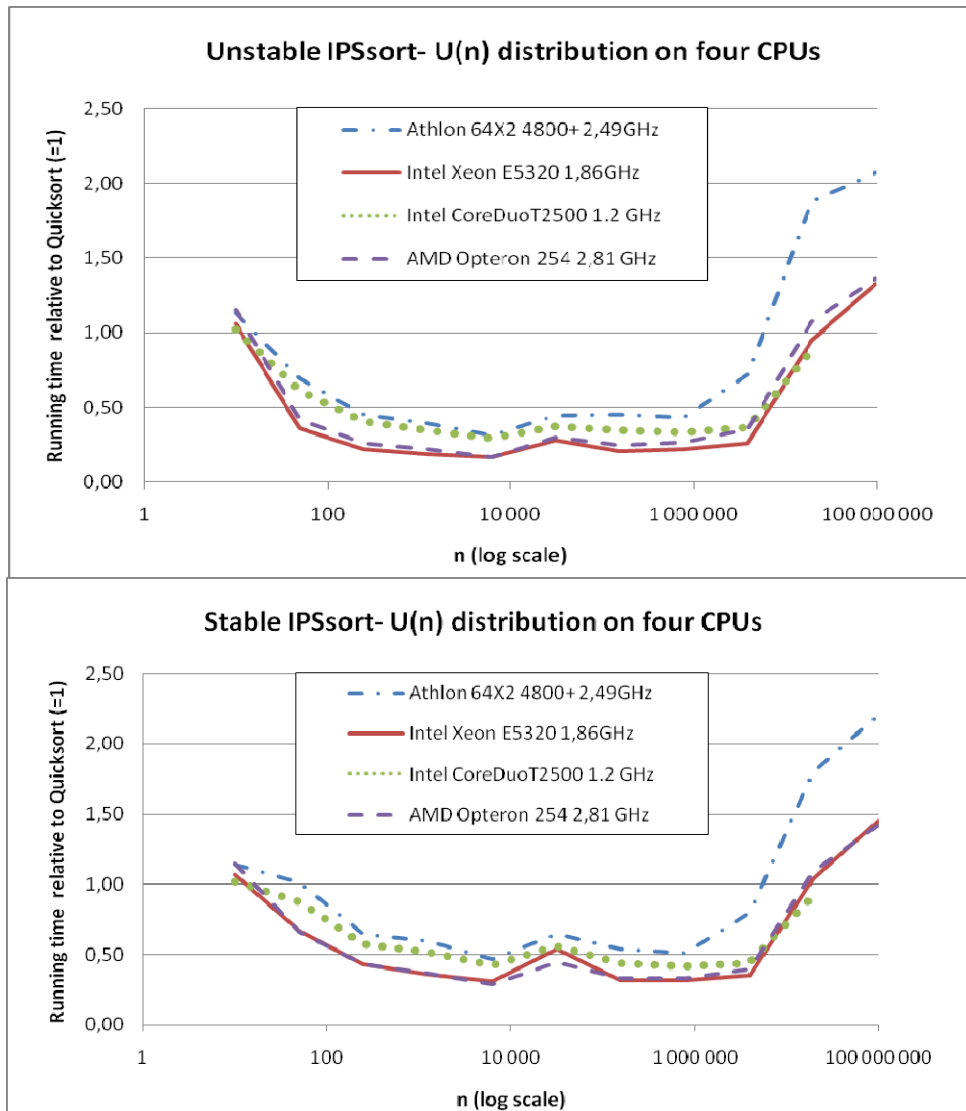 Unstable IPSsort- U(n) distribution on four CPUs
2,50
2,00
1,50
1,00
0,50
0,00
Running time relative to Quicksort (=1)
Athlon 64X2 4800+ 2,49GHz
Intel Xeon E5320 1,86GHz
Intel CoreDuoT2500 1.2 GHz
AMD Opteron 254 2,81 GHz
1 100 10 000 1 000 000 100 000 000
n (log scale)
Stable IPSsort- U(n) distribution on four CPUs
2,50
2,00
1,50
1,00
0,50
0,00
Running time relative to Quicksort (=1)
Athlon 64X2 4800+ 2,49GHz
Intel Xeon E5320 1,86GHz
Intel CoreDuoT2500 1.2 GHz
AMD Opteron 254 2,81 GHz
1 100 10 000 1 000 000 100 000 000
n (log scale)